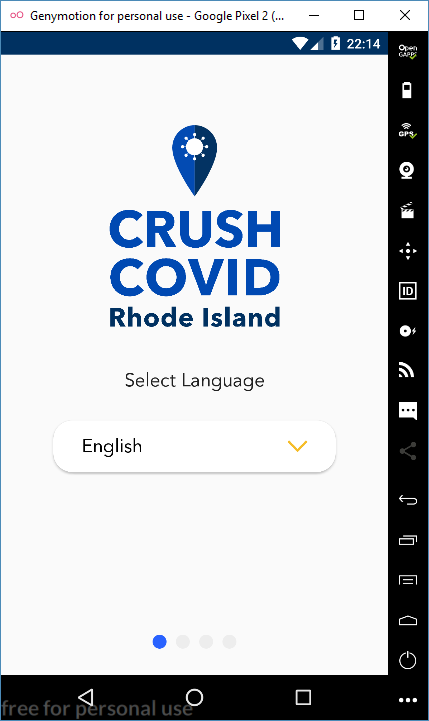 Genymotion for personal use - Google Pixel 2 (...
22:14
Open
GAPPS
GPS
ID
CRUSH
COVID
Rhode Island
Select Language
English
free for personal use